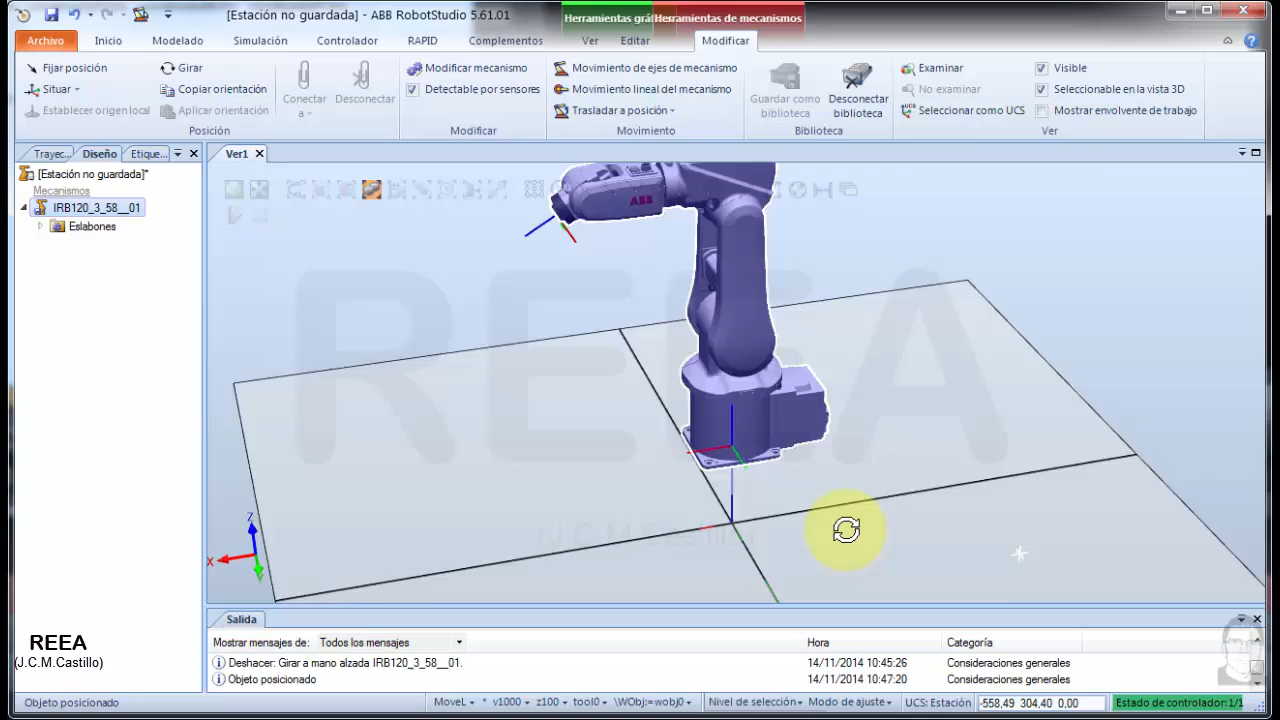 [Estación no guardada] - ABB RobotStudio 5.61.01
Herramientas grá
Herramientas de mecanismos
Archivo
Inicio
Modelado
Simulación
Controlador
RAPID
Complementos
Ver
Editar
Modificar
Fijar posición
Girar
Situar
Copiar orientación
Establecer origen local
Aplicar orientación
Posición
Conectar a
Desconectar
Modificar mecanismo
Detectable por sensores
Modificar
Movimiento de ejes de mecanismo
Movimiento lineal del mecanismo
Trasladar a posición
Movimiento
Guardar como biblioteca
Desconectar biblioteca
Biblioteca
Examinar
No examinar
Seleccionar como UCS
Visible
Seleccionable en la vista 3D
Mostrar envolvente de trabajo
Ver
Trayec...
Diseño
Etique...
Ver1
[Estación no guardada]*
Mecanismos
IRB120_3_58__01
Eslabones
ABB
REEA
(J.C.M.Castillo)
Z
X
Y
REEA
(J.C.M.Castillo)
Salida
Mostrar mensajes de:
Todos los mensajes
Hora
Categoría
Deshacer: Girar a mano alzada IRB120_3_58__01.
14/11/2014 10:45:26
Consideraciones generales
Objeto posicionado
14/11/2014 10:47:20
Consideraciones generales
Objeto posicionado
MoveL
* v1000
z100
tool0
\WObj:=wobj0
Nivel de selección
Modo de ajuste
UCS: Estación
-558,49 304,40 0,00
Estado de controlador: 1/1